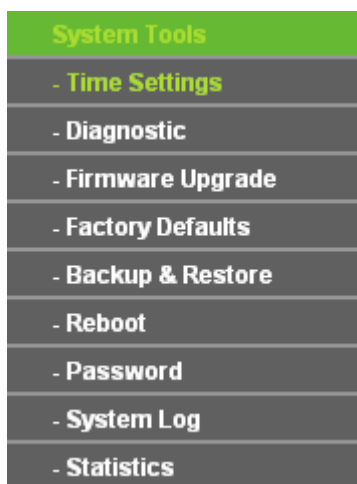 System Tools
- Time Settings
- Diagnostic
- Firmware Upgrade
- Factory Defaults
- Backup & Restore
- Reboot
- Password
- System Log
- Statistics